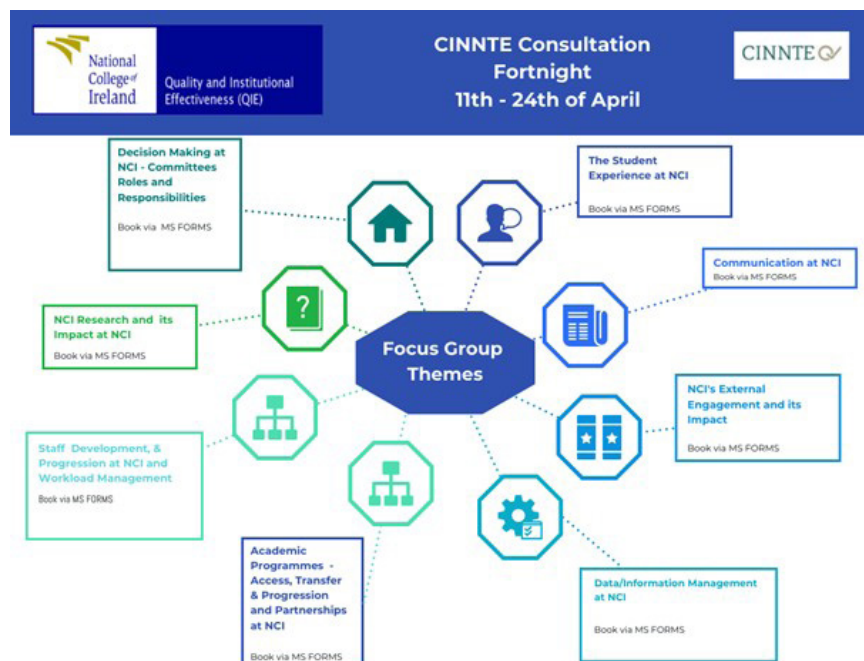 National
College of
Ireland
Quality and Institutional
Effectiveness (QIE)
CINNTE Consultation
Fortnight
11th - 24th of April
CINNTE
Decision Making at
NCI - Committees
Roles and
Responsibilities
Book via MS FORMS
The Student
Experience at NCI
Book via MS FORMS
Communication at NCI
Book via MS FORMS
NCI Research and its
Impact at NCI
Book via MS FORMS
?
Focus Group
Themes
NCI's External
Engagement and its
Impact
Book via MS FORMS
Staff Development, &
Progression at NCI and
Workload Management
Book via MS FORMS
Academic
Programmes -
Access, Transfer
& Progression
and Partnerships
at NCI
Book via MS FORMS
Data/Information Management
at NCI
Book via MS FORMS